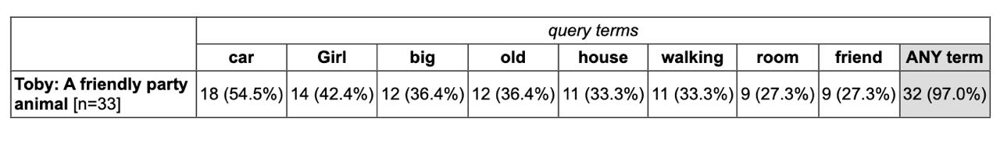 query terms
car Girl big old house walking room friend ANY term
Toby: A friendly party
animal [n=33]
18 (54.5%) 14 (42.4%) 12 (36.4%) 12 (36.4%) 11 (33.3%) 11 (33.3%) 9 (27.3%) 9 (27.3%) 32 (97.0%)